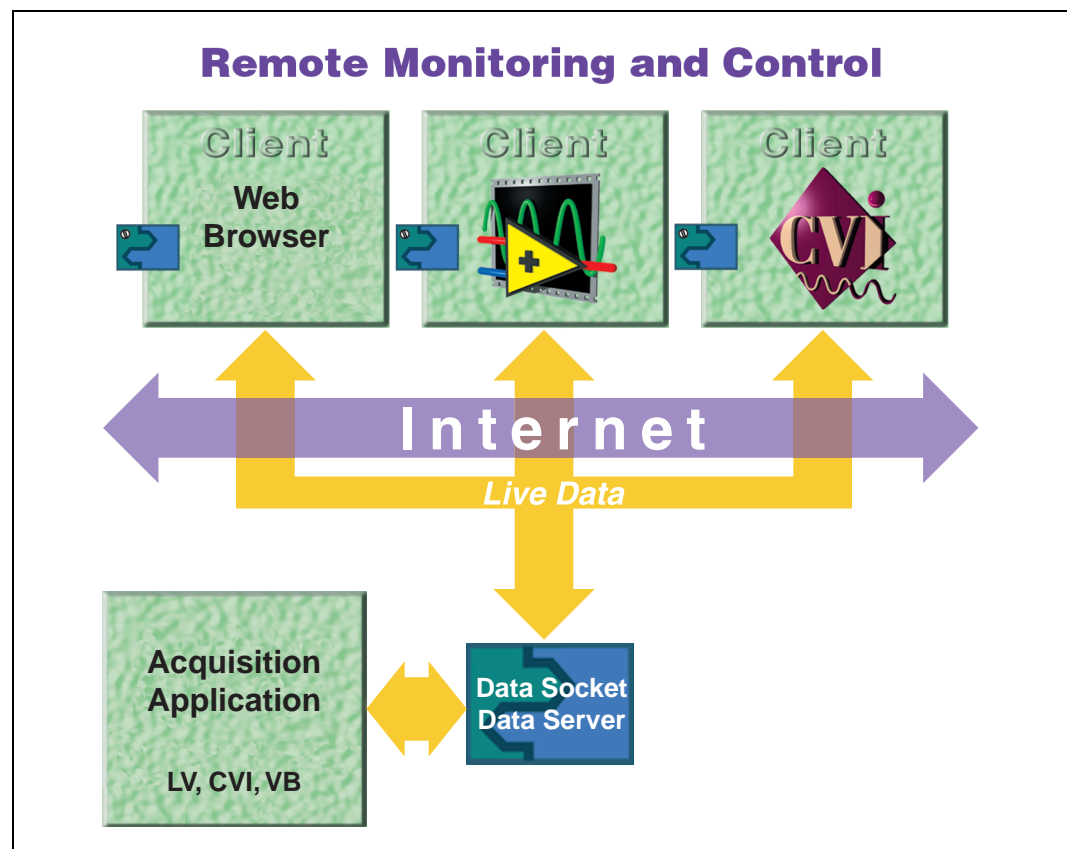 Remote Monitoring and Control
Client
Web
Browser
Client
Client
CVI
Internet
Live Data
Acquisition
Application
LV, CVI, VB
Data Socket
Data Server